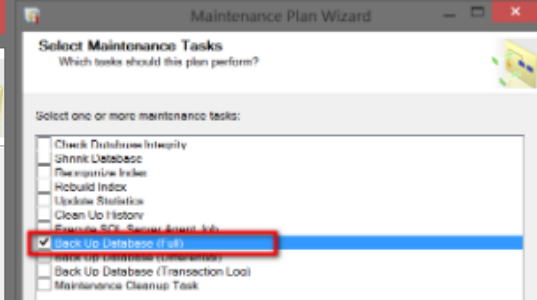 Maintenance Plan Wizard
Select Maintenance Tasks
Which tasks should this plan perform?
Select one or more maintenance tasks:
Check Database Integrity
Shrink Database
Reorganize Index
Rebuild Index
Update Statistics
Clean Up History
Execute SQL Server Agent Job
Back Up Database (Full)
Back Up Database (Differential)
Back Up Database (Transaction Log)
Maintenance Cleanup Task